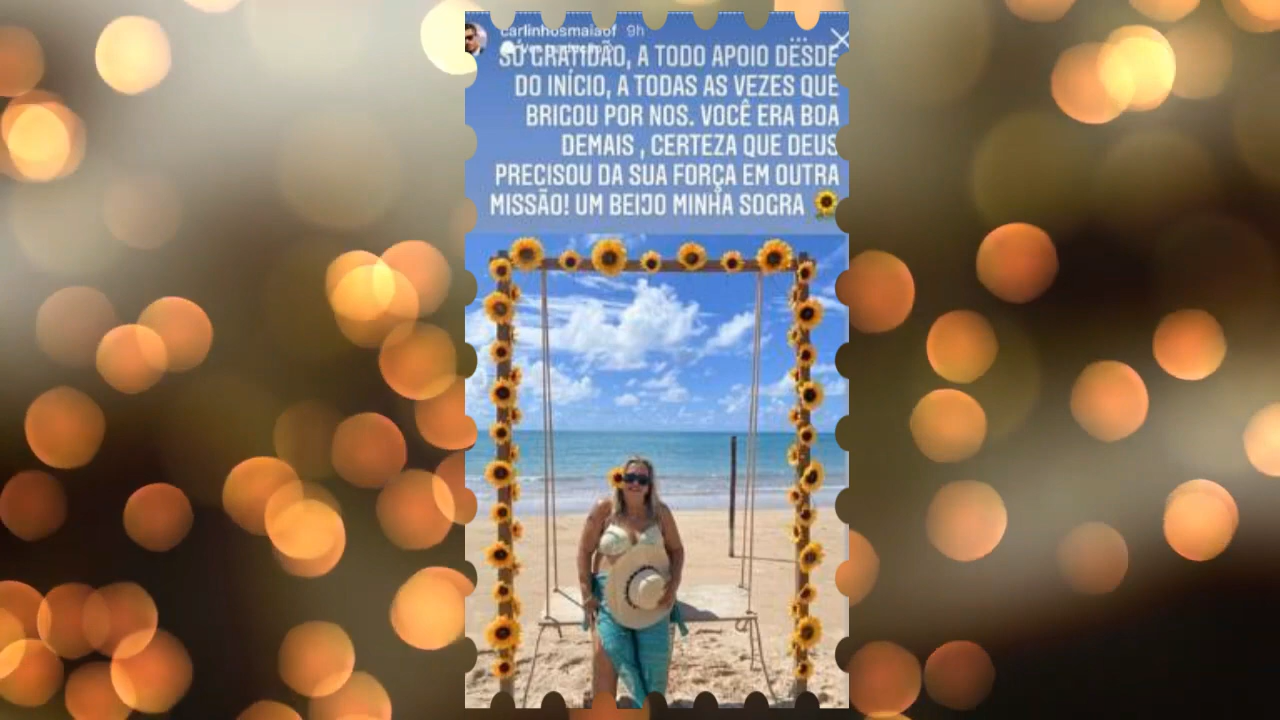 carlinhosmaiaof 9h
SÓ GRATIDÃO, A TODO APOIO DESDE
DO INÍCIO, A TODAS AS VEZES QUE
BRIGOU POR NOS. VOCÊ ERA BOA
DEMAIS , CERTEZA QUE DEUS
PRECISOU DA SUA FORÇA EM OUTRA
MISSÃO! UM BEIJO MINHA SOGRA 🌻